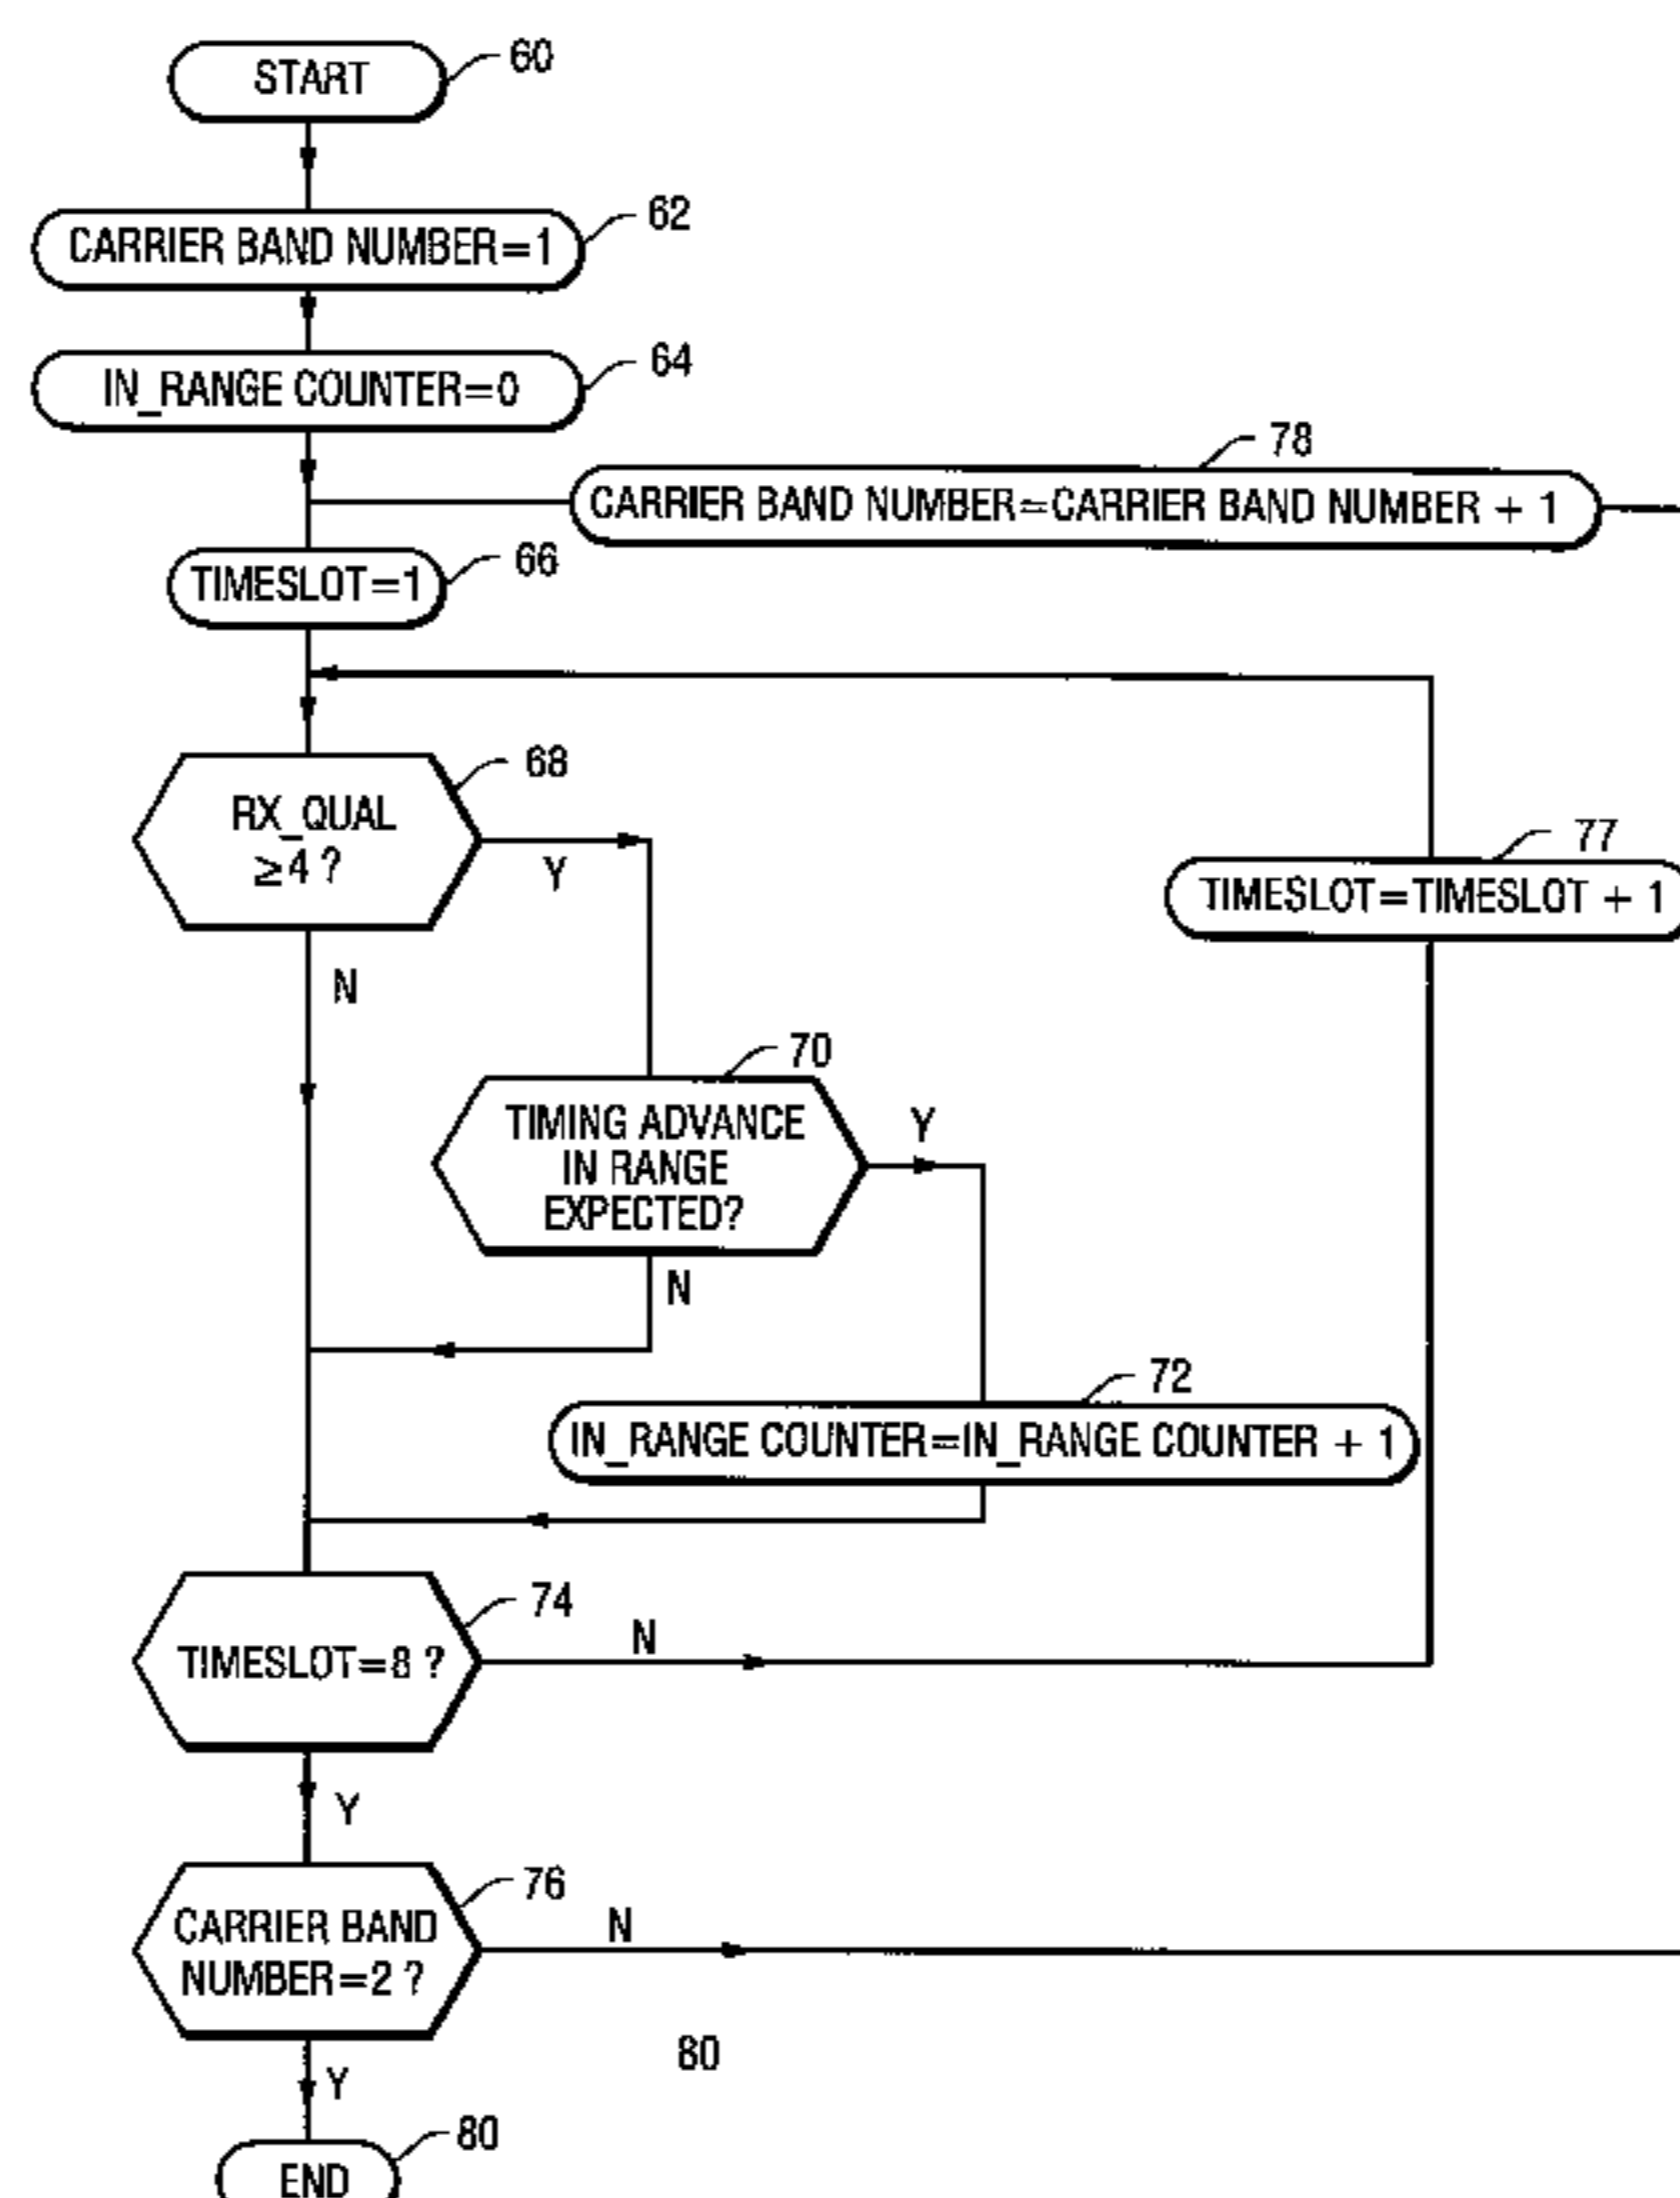 START
60
CARRIER BAND NUMBER=1
62
IN_RANGE COUNTER=0
64
78
CARRIER BAND NUMBER=CARRIER BAND NUMBER + 1
TIMESLOT=1
66
RX_QUAL
≥4 ?
68
Y
N
77
TIMESLOT=TIMESLOT + 1
70
TIMING ADVANCE
IN RANGE
EXPECTED?
Y
N
72
IN_RANGE COUNTER=IN_RANGE COUNTER + 1
TIMESLOT=8 ?
74
N
Y
CARRIER BAND
NUMBER=2 ?
76
N
80
Y
80
END